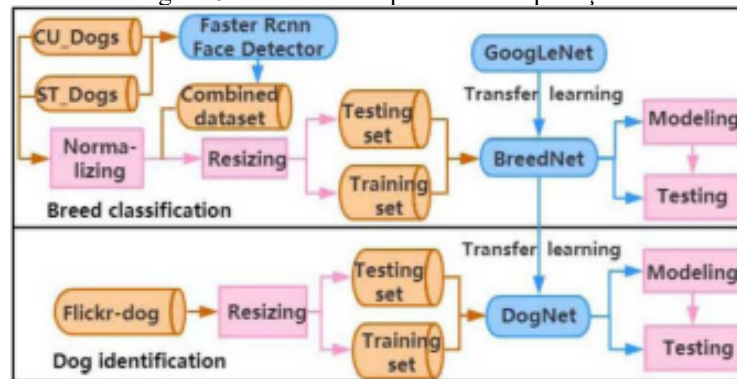 CU_Dogs
Faster Rcnn
Face Detector
GoogLeNet
ST_Dogs
Combined
dataset
Testing
set
Transfer learning
Modeling
Norma-
lizing
Resizing
BreedNet
Training
set
Testing
Breed classification
Transfer learning
Testing
set
Modeling
Flickr-dog
Resizing
DogNet
Training
set
Testing
Dog identification